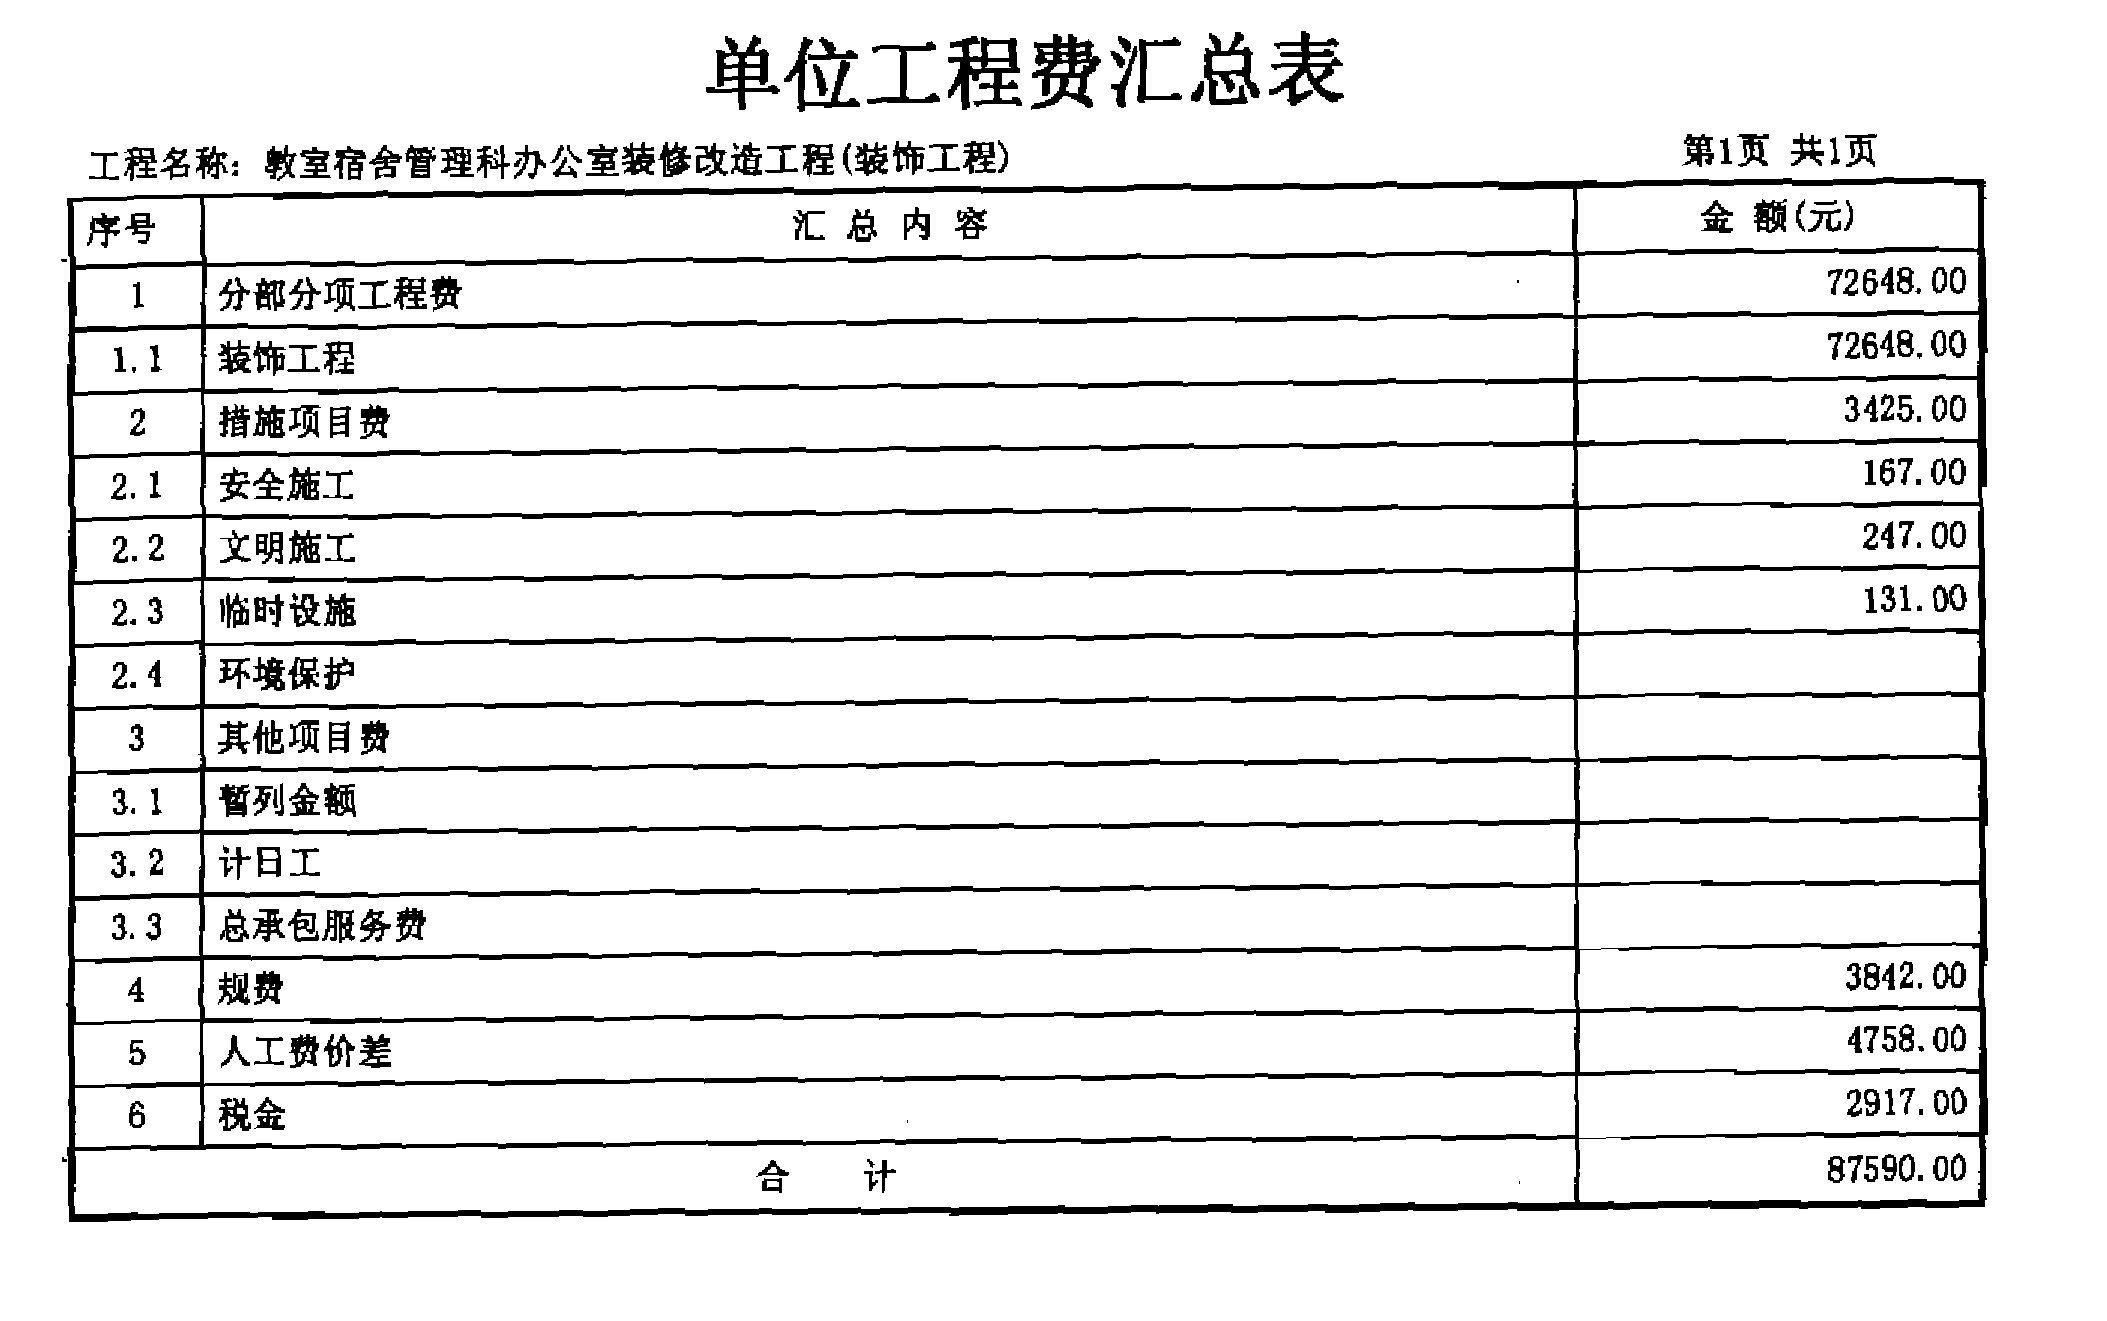 单位工程费汇总表
工程名称：教室宿舍管理科办公室装修改造工程(装饰工程) 第1页 共1页
序号 汇 总 内 容 金 额(元)
1 分部分项工程费 72648.00
1.1 装饰工程 72648.00
2 措施项目费 3425.00
2.1 安全施工 167.00
2.2 文明施工 247.00
2.3 临时设施 131.00
2.4 环境保护
3 其他项目费
3.1 暂列金额
3.2 计日工
3.3 总承包服务费
4 规费 3842.00
5 人工费价差 4758.00
6 税金 2917.00
合 计 87590.00